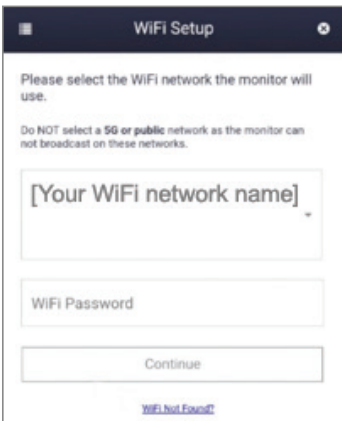 WiFi Setup
Please select the WiFi network the monitor will
use.
Do NOT select a 5G or public network as the monitor can
not broadcast on these networks.
[Your WiFi network name]
WiFi Password
Continue
WiFi Not Found?